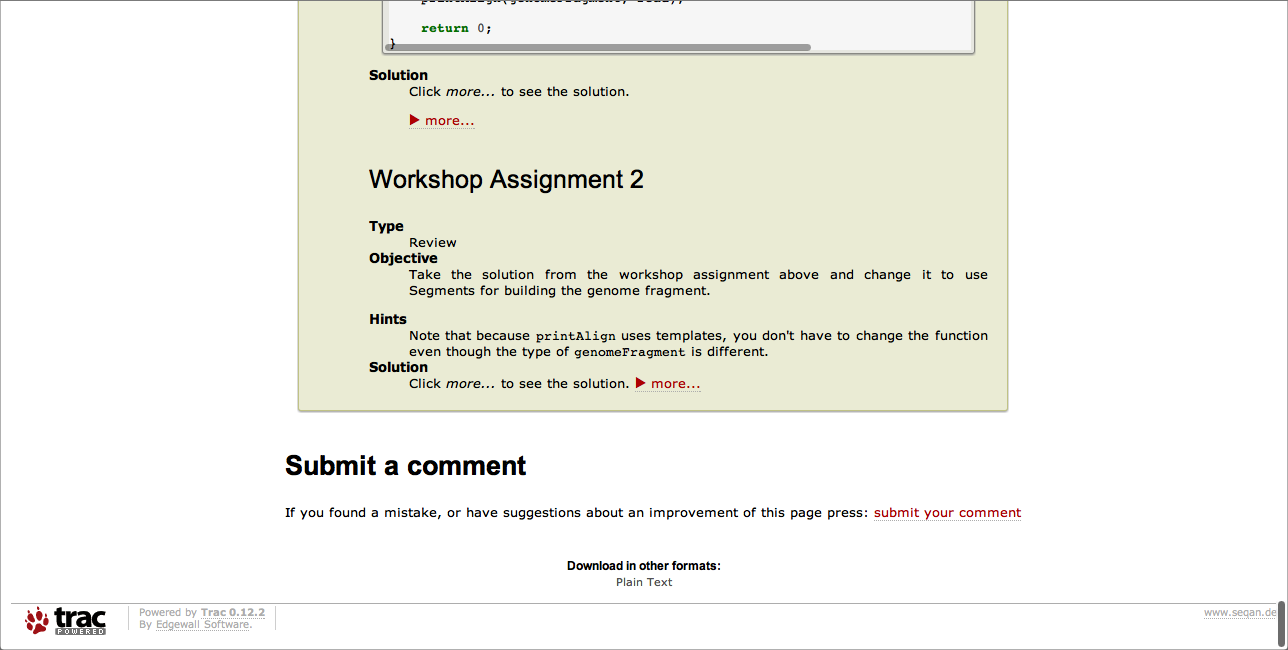 return 0;
}
Solution
Click more... to see the solution.
▶ more...
Workshop Assignment 2
Type
Review
Objective
Take the solution from the workshop assignment above and change it to use
Segments for building the genome fragment.
Hints
Note that because printAlign uses templates, you don't have to change the function
even though the type of genomeFragment is different.
Solution
Click more... to see the solution. ▶ more...
Submit a comment
If you found a mistake, or have suggestions about an improvement of this page press: submit your comment
Download in other formats:
Plain Text
trac
POWERED
Powered by Trac 0.12.2
By Edgewall Software.
www.seqan.de